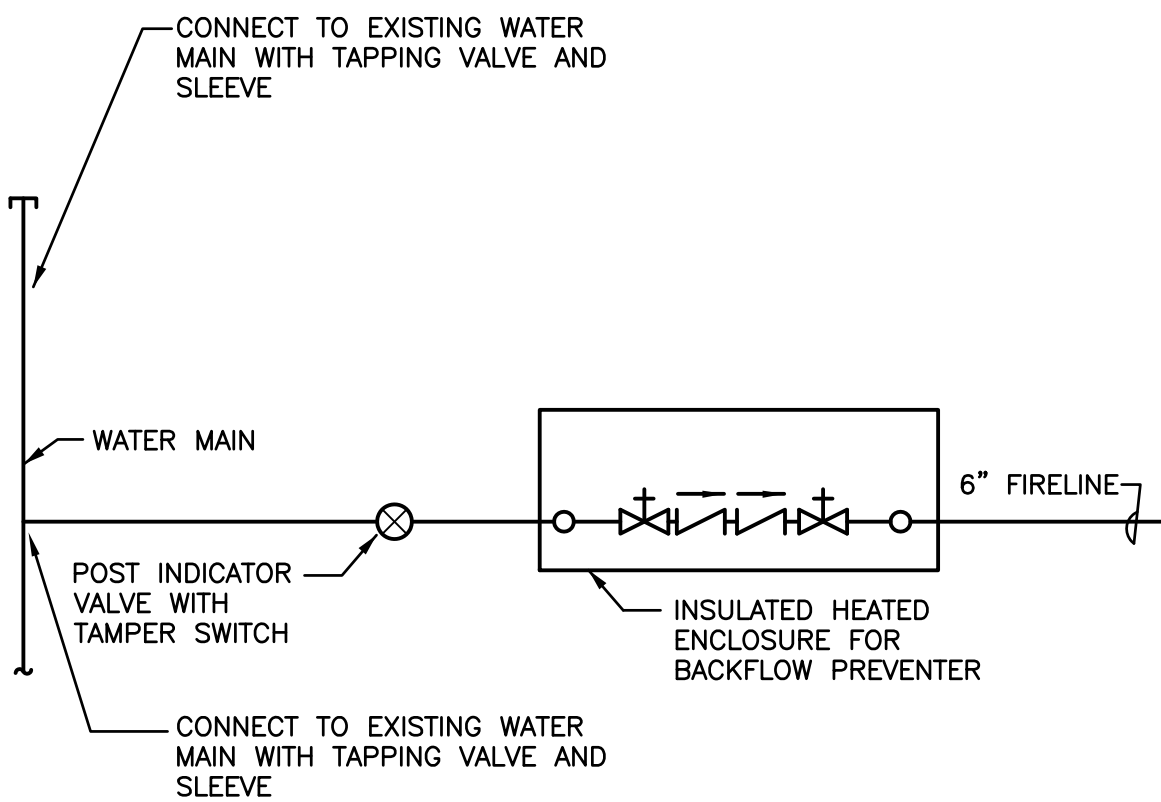 CONNECT TO EXISTING WATER
MAIN WITH TAPPING VALVE AND
SLEEVE
WATER MAIN
6” FIRELINE
POST INDICATOR
VALVE WITH
TAMPER SWITCH
INSULATED HEATED
ENCLOSURE FOR
BACKFLOW PREVENTER
CONNECT TO EXISTING WATER
MAIN WITH TAPPING VALVE AND
SLEEVE